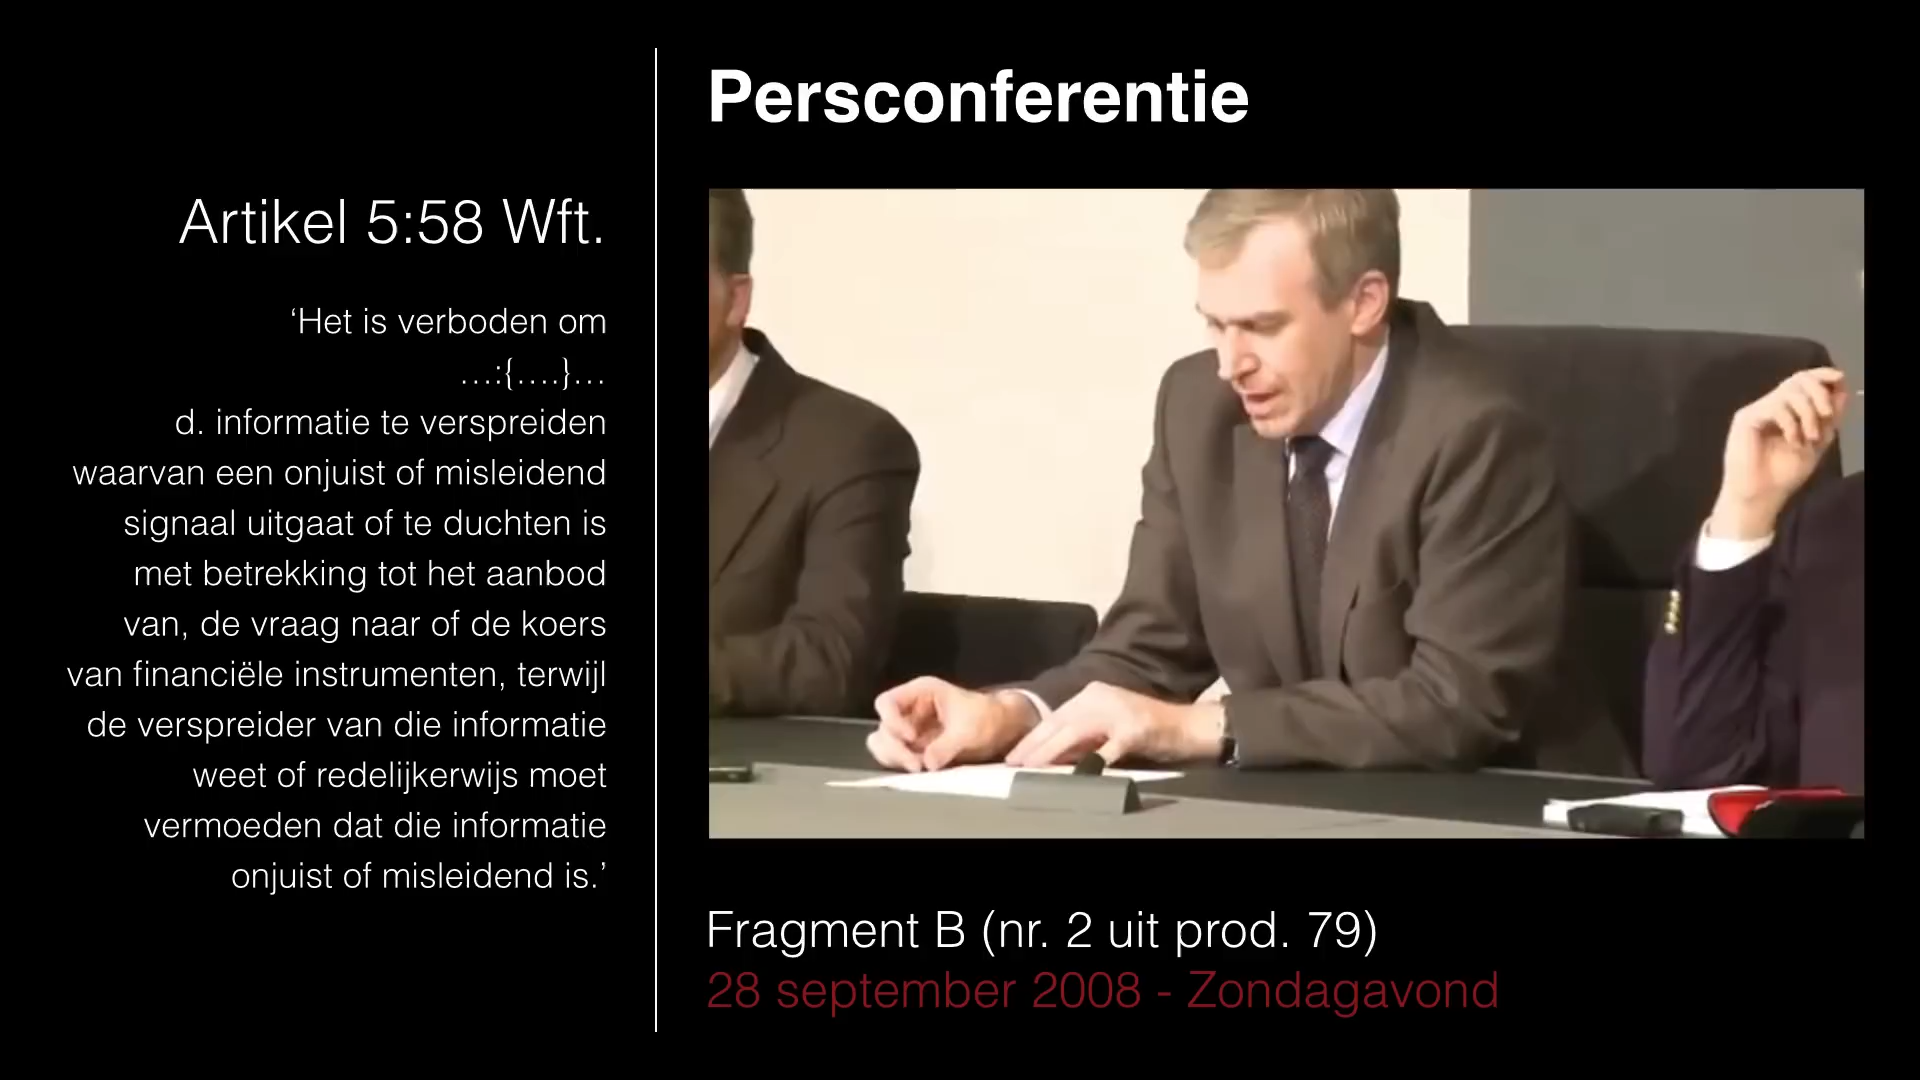 Artikel 5:58 Wft.
‘Het is verboden om
…:{….}…
d. informatie te verspreiden
waarvan een onjuist of misleidend
signaal uitgaat of te duchten is
met betrekking tot het aanbod
van, de vraag naar of de koers
van financiële instrumenten, terwijl
de verspreider van die informatie
weet of redelijkerwijs moet
vermoeden dat die informatie
onjuist of misleidend is.’
Persconferentie
Fragment B (nr. 2 uit prod. 79)
28 september 2008 - Zondagavond